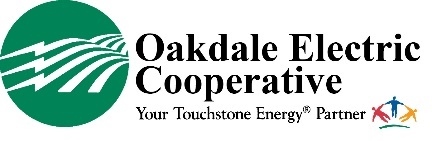 Oakdale Electric
Cooperative
Your Touchstone Energy® Partner